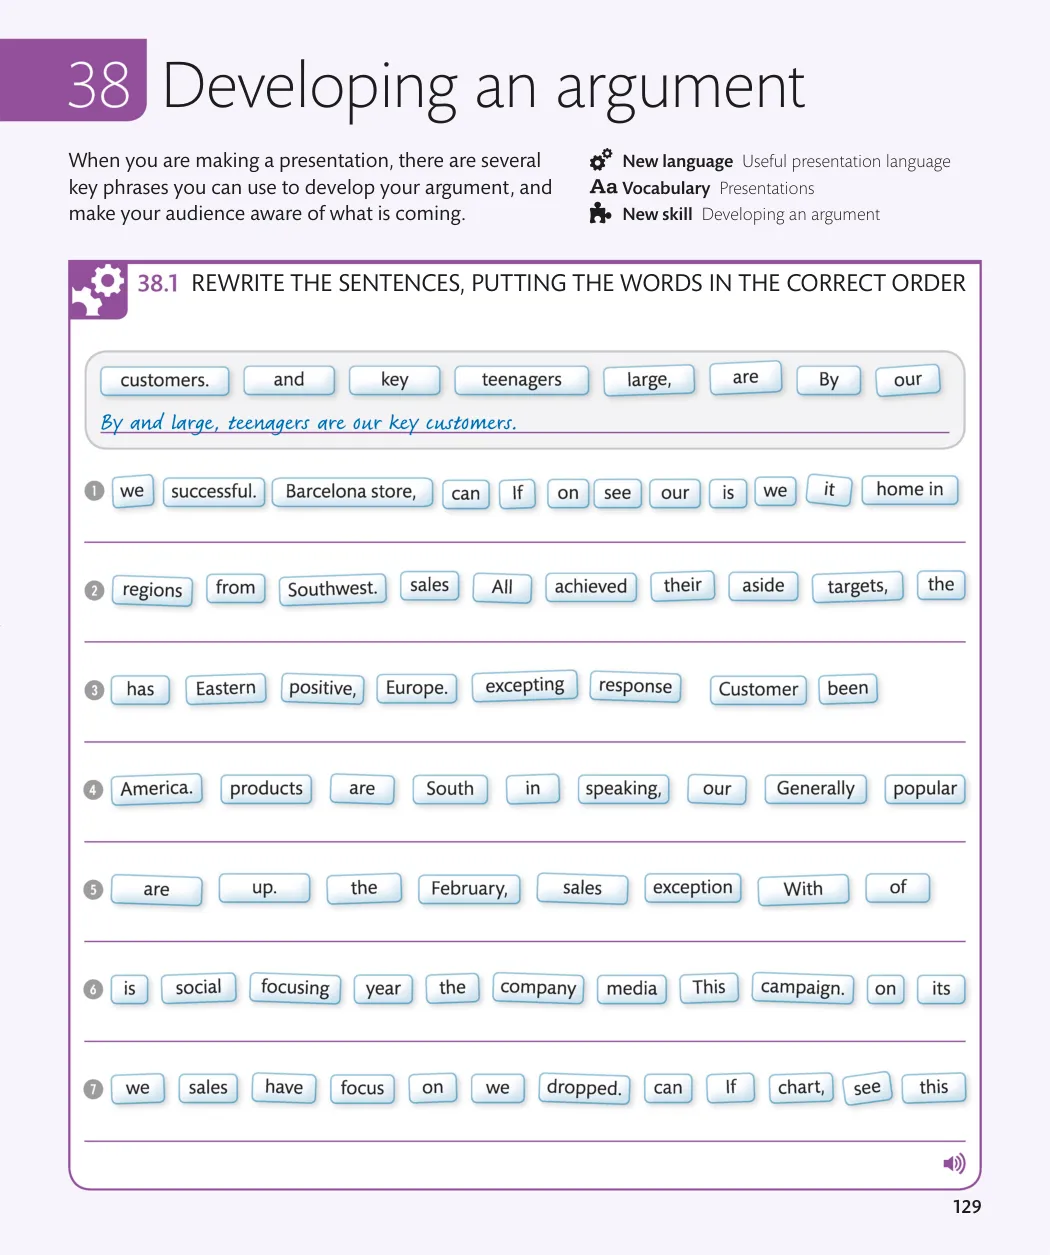 38 Developing an argument
When you are making a presentation, there are several
key phrases you can use to develop your argument, and
make your audience aware of what is coming.
New language Useful presentation language
Aa Vocabulary Presentations
New skill Developing an argument
38.1 REWRITE THE SENTENCES, PUTTING THE WORDS IN THE CORRECT ORDER
customers. and key teenagers large, are By our
By and large, teenagers are our key customers.
1 we successful. Barcelona store, can If on see our is we it home in
2 regions from Southwest. sales All achieved their aside targets, the
3 has Eastern positive, Europe. excepting response Customer been
4 America. products are South in speaking, our Generally popular
5 are up. the February, sales exception With of
6 is social focusing year the company media This campaign. on its
7 we sales have focus on we dropped. can If chart, see this
129